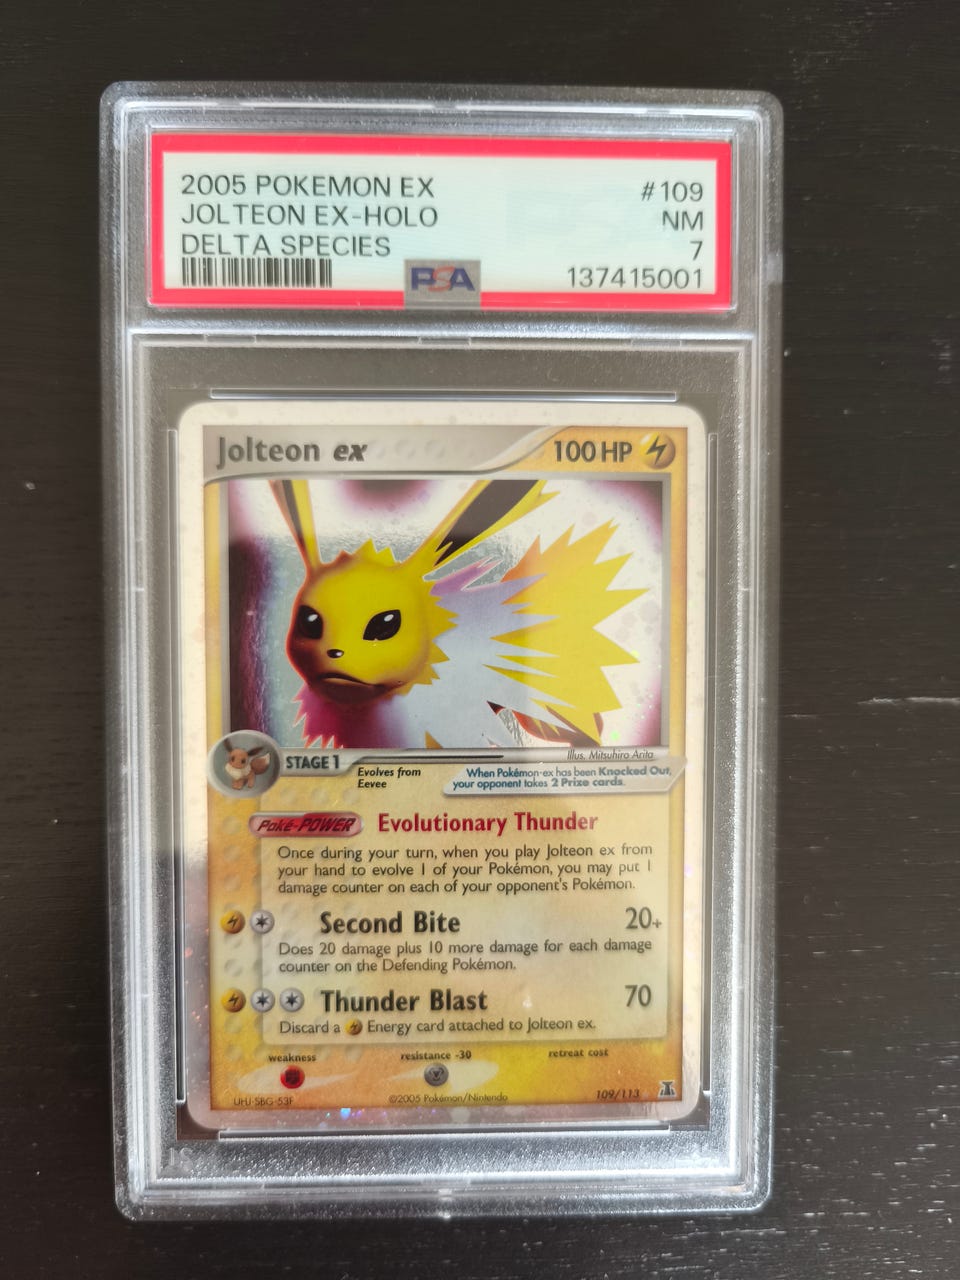 2005 POKEMON EX #109
JOLTEON EX-HOLO NM
DELTA SPECIES 7
PSA 137415001
Jolteon ex 100 HP
Illus. Mitsuhiro Arita
STAGE 1
Evolves from
Eevee
When Pokémon-ex has been Knocked Out,
your opponent takes 2 Prize cards.
Poké-POWER Evolutionary Thunder
Once during your turn, when you play Jolteon ex from
your hand to evolve 1 of your Pokémon, you may put 1
damage counter on each of your opponent's Pokémon.
Second Bite 20+
Does 20 damage plus 10 more damage for each damage
counter on the Defending Pokémon.
Thunder Blast 70
Discard a Energy card attached to Jolteon ex.
weakness resistance -30 retreat cost
©2005 Pokémon/Nintendo 109/113